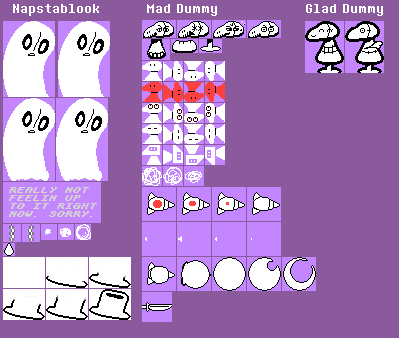 Napstablook
Mad Dummy
Glad Dummy
REALLY NOT
FEELIN UP
TO IT RIGHT
NOW. SORRY.